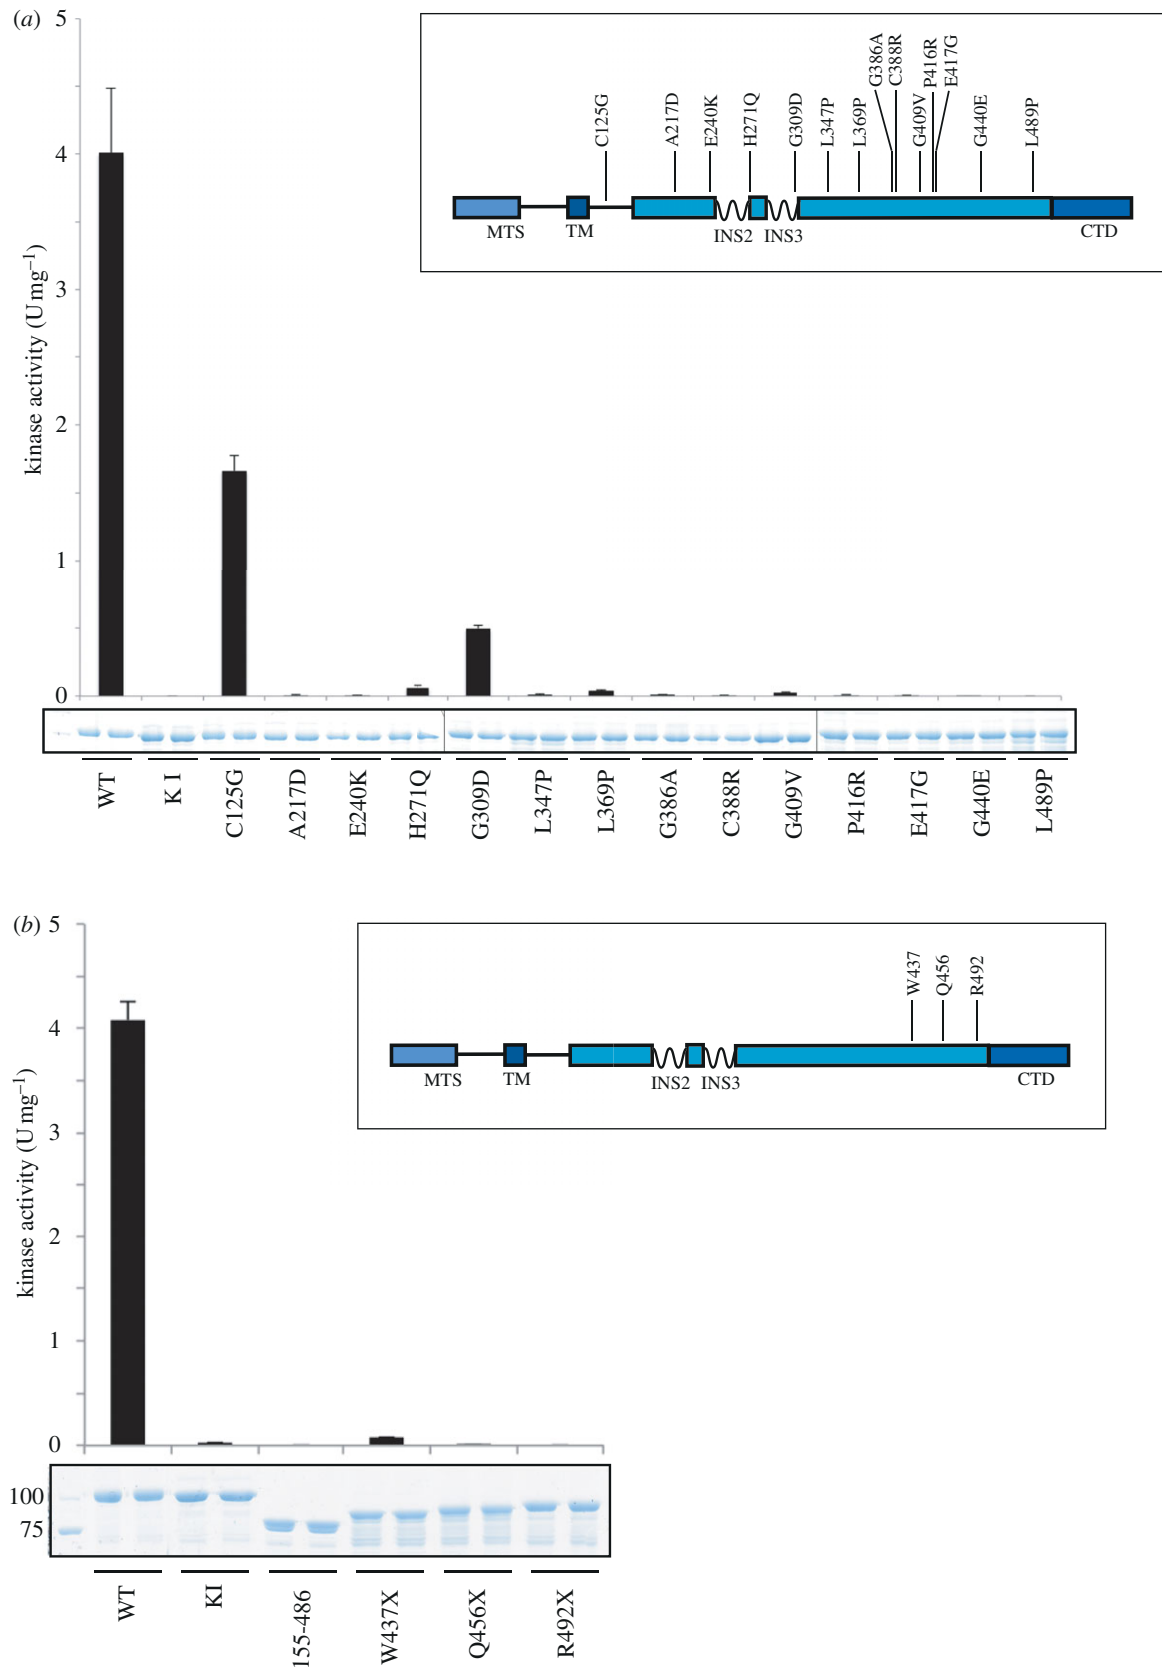 (a)
kinase activity (U mg⁻¹)
5
4
3
2
1
0
C125G
A217D
E240K
H271Q
G309D
L347P
L369P
G386A
C388R
G409V
P416R
E417G
G440E
L489P
MTS
TM
INS2
INS3
CTD
WT
K I
C125G
A217D
E240K
H271Q
G309D
L347P
L369P
G386A
C388R
G409V
P416R
E417G
G440E
L489P
(b)
kinase activity (U mg⁻¹)
5
4
3
2
1
0
W437
Q456
R492
MTS
TM
INS2
INS3
CTD
100
75
WT
KI
155-486
W437X
Q456X
R492X